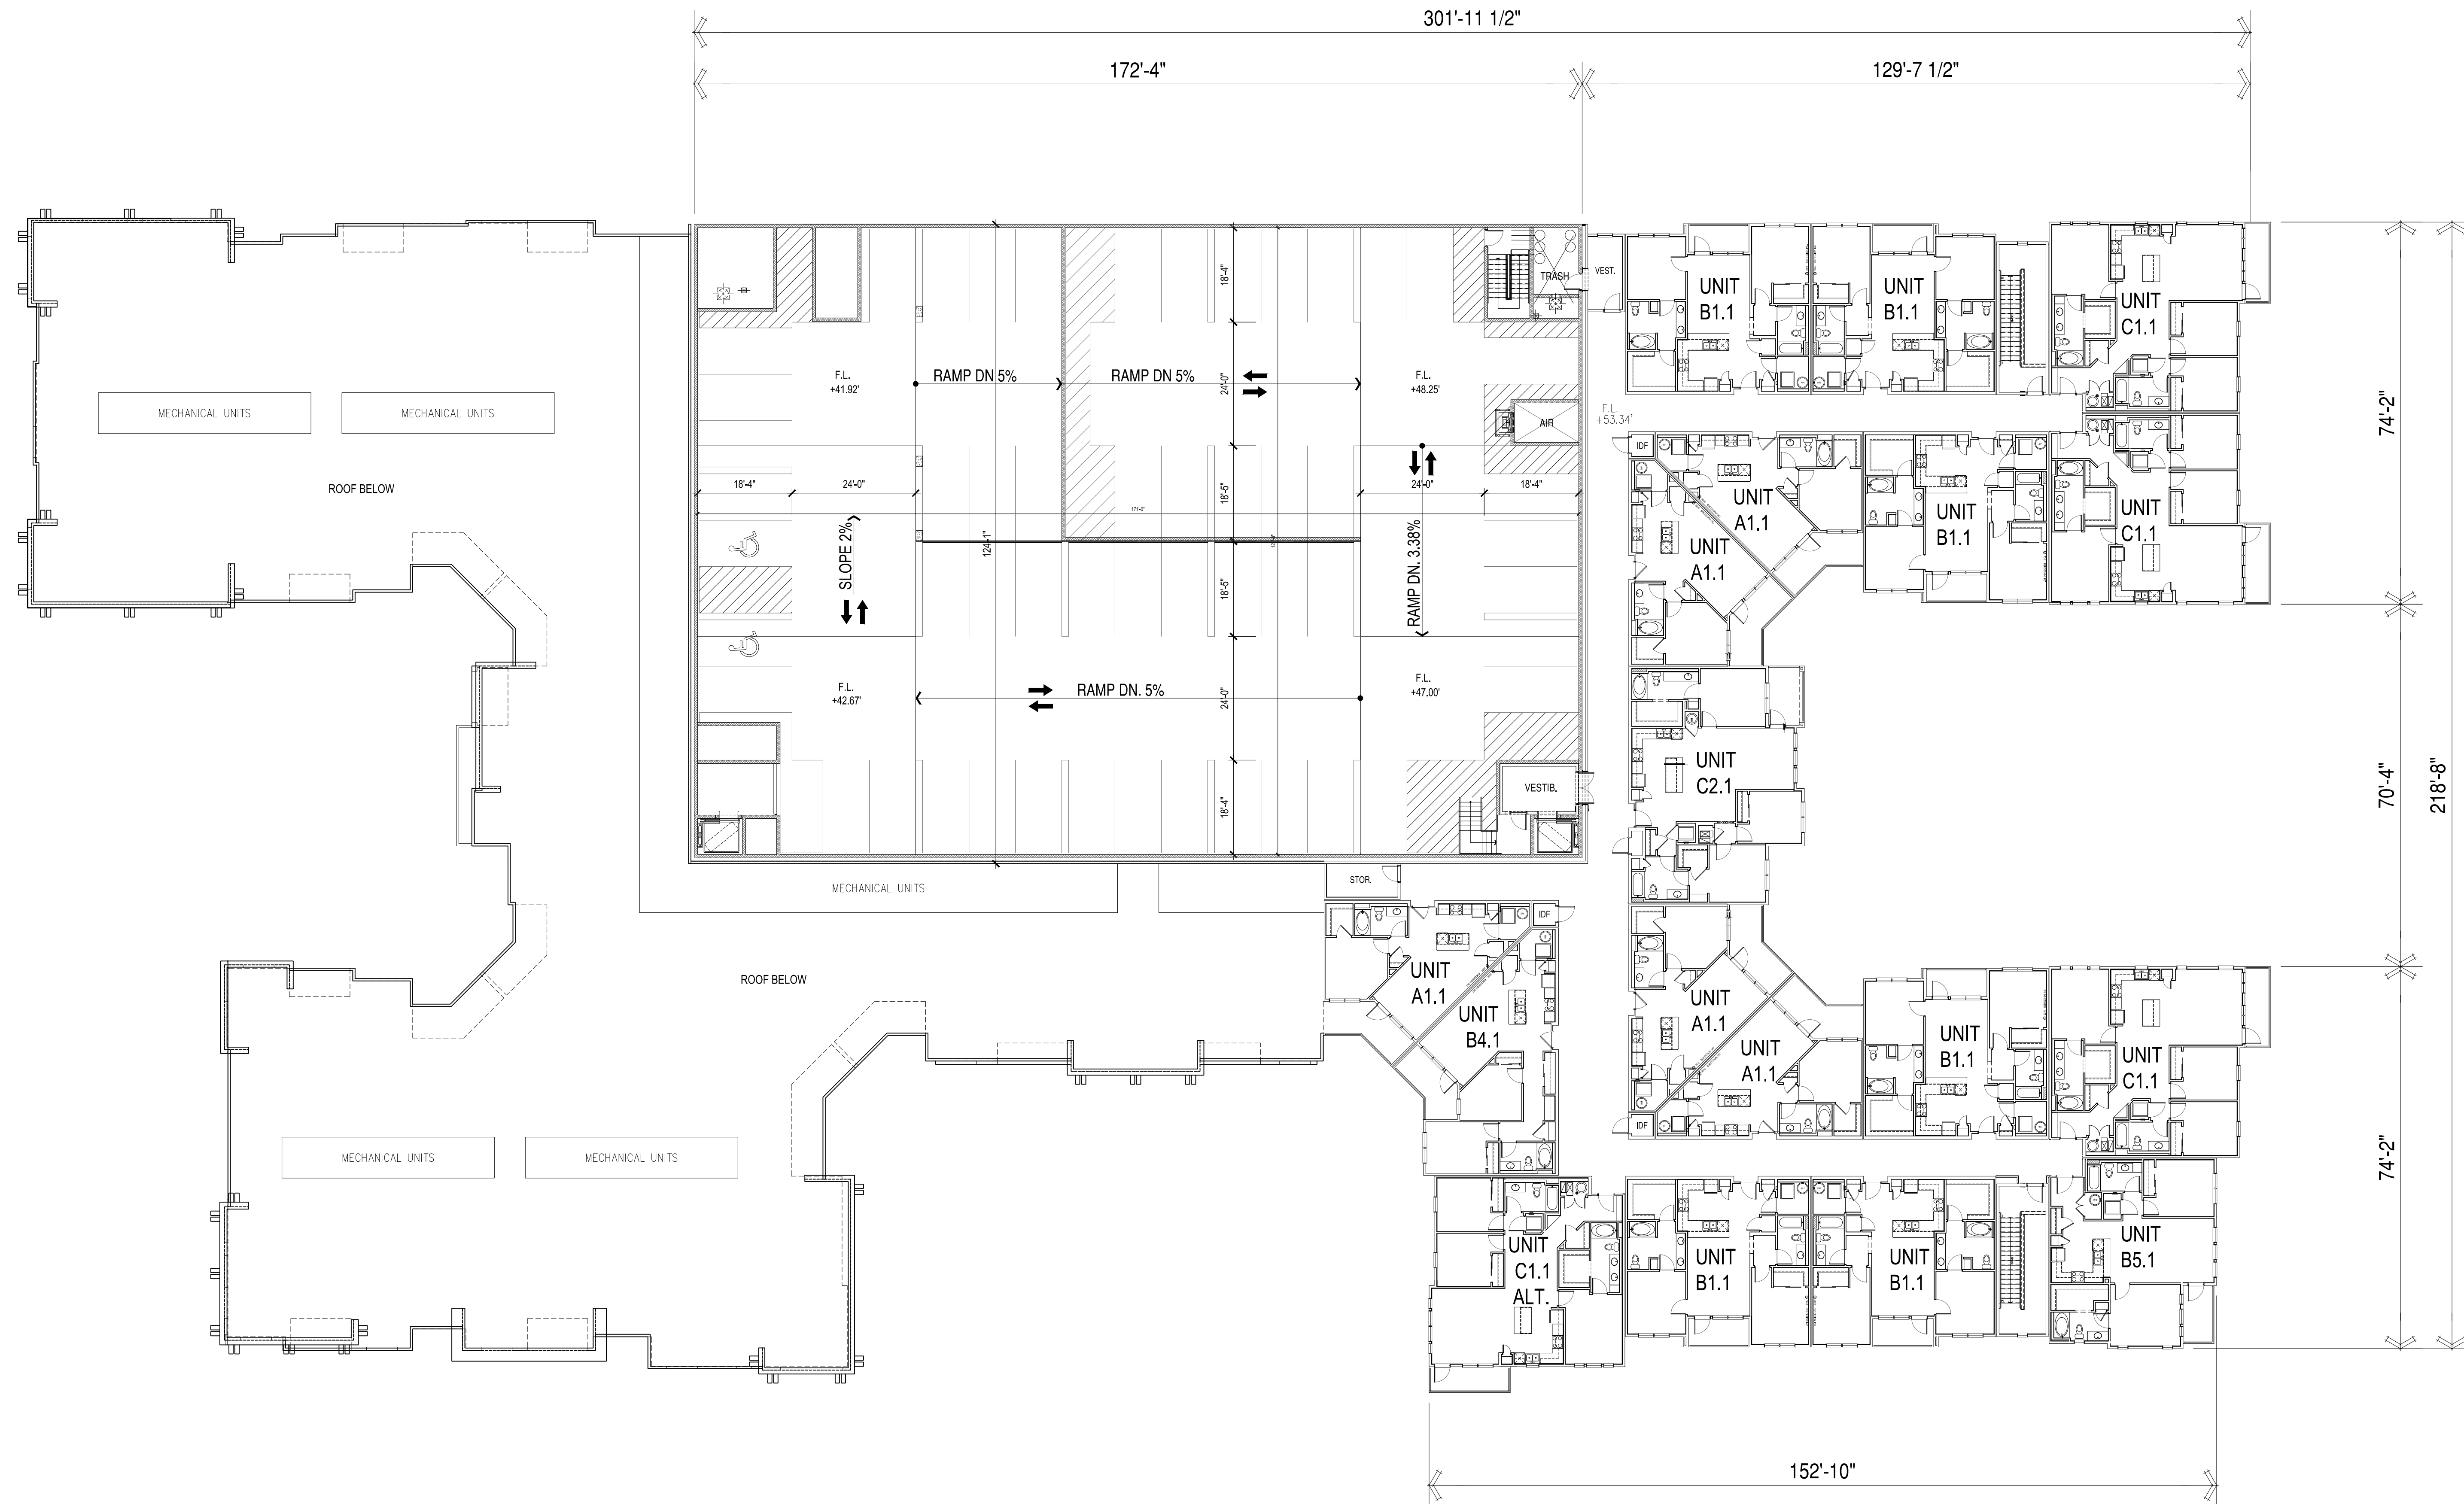 301'-11 1/2"
172'-4"
129'-7 1/2"
TRASH
VEST.
UNIT
B1.1
UNIT
B1.1
UNIT
C1.1
18'-4"
F.L.
+41.92'
RAMP DN 5%
RAMP DN 5%
24'-0"
F.L.
+48.25'
AIR
F.L.
+53.34'
74'-2"
MECHANICAL UNITS
MECHANICAL UNITS
IDF
ROOF BELOW
18'-4"
24'-0"
18'-5"
24'-0"
18'-4"
171'-0"
UNIT
A1.1
UNIT
B1.1
UNIT
C1.1
SLOPE 2%
124'-1"
RAMP DN. 3.38%
UNIT
A1.1
18'-5"
F.L.
+42.67'
RAMP DN. 5%
24'-0"
F.L.
+47.00'
UNIT
C2.1
VESTIB.
18'-4"
70'-4"
218'-8"
MECHANICAL UNITS
STOR.
IDF
ROOF BELOW
UNIT
A1.1
UNIT
B4.1
UNIT
A1.1
UNIT
A1.1
UNIT
B1.1
UNIT
C1.1
IDF
MECHANICAL UNITS
MECHANICAL UNITS
74'-2"
UNIT
C1.1
ALT.
UNIT
B1.1
UNIT
B1.1
UNIT
B5.1
152'-10"